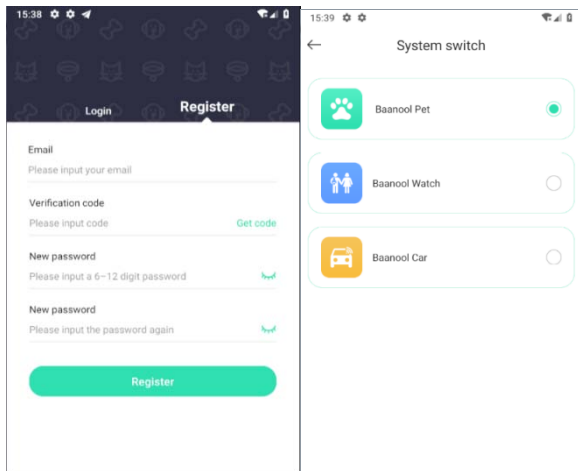 15:38
Login
Register
Email
Please input your email
Verification code
Please input code
Get code
New password
Please input a 6-12 digit password
New password
Please input the password again
Register
15:39
System switch
Baanool Pet
Baanool Watch
Baanool Car